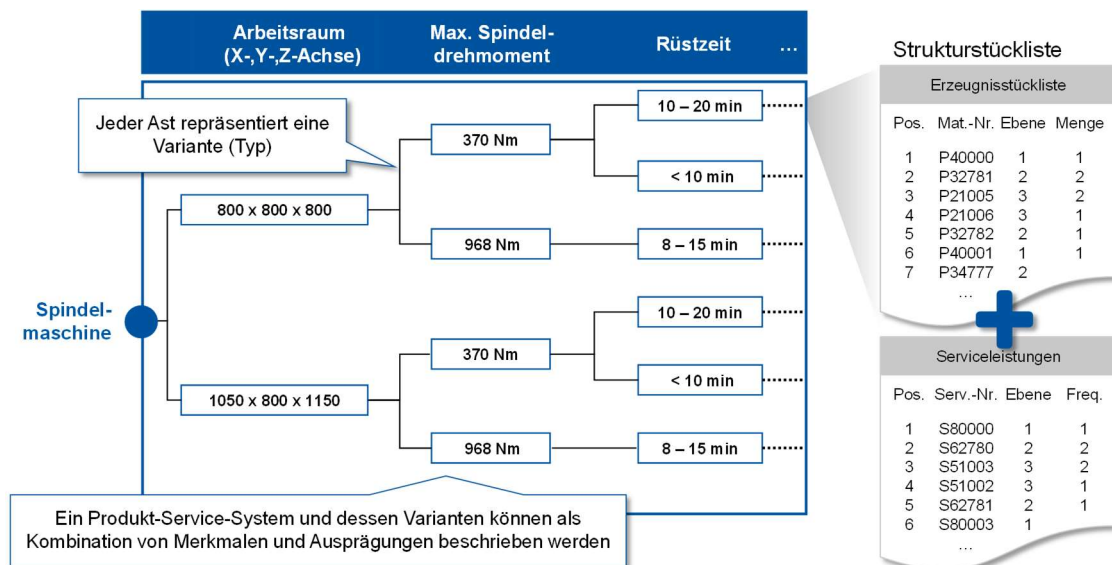 Arbeitsraum
(X-,Y-,Z-Achse)
Max. Spindel-
drehmoment
Rüstzeit
...
Jeder Ast repräsentiert eine
Variante (Typ)
Spindel-
maschine
800 x 800 x 800
1050 x 800 x 1150
370 Nm
968 Nm
370 Nm
968 Nm
10 – 20 min
< 10 min
8 – 15 min
10 – 20 min
< 10 min
8 – 15 min
Ein Produkt-Service-System und dessen Varianten können als
Kombination von Merkmalen und Ausprägungen beschrieben werden
Strukturstückliste
Erzeugnisstückliste
Pos. Mat.-Nr. Ebene Menge
1 P40000 1 1
2 P32781 2 2
3 P21005 3 2
4 P21006 3 1
5 P32782 2 1
6 P40001 1 1
7 P34777 2
...
Serviceleistungen
Pos. Serv.-Nr. Ebene Freq.
1 S80000 1 1
2 S62780 2 2
3 S51003 3 2
4 S51002 3 1
5 S62781 2 1
6 S80003 1
...